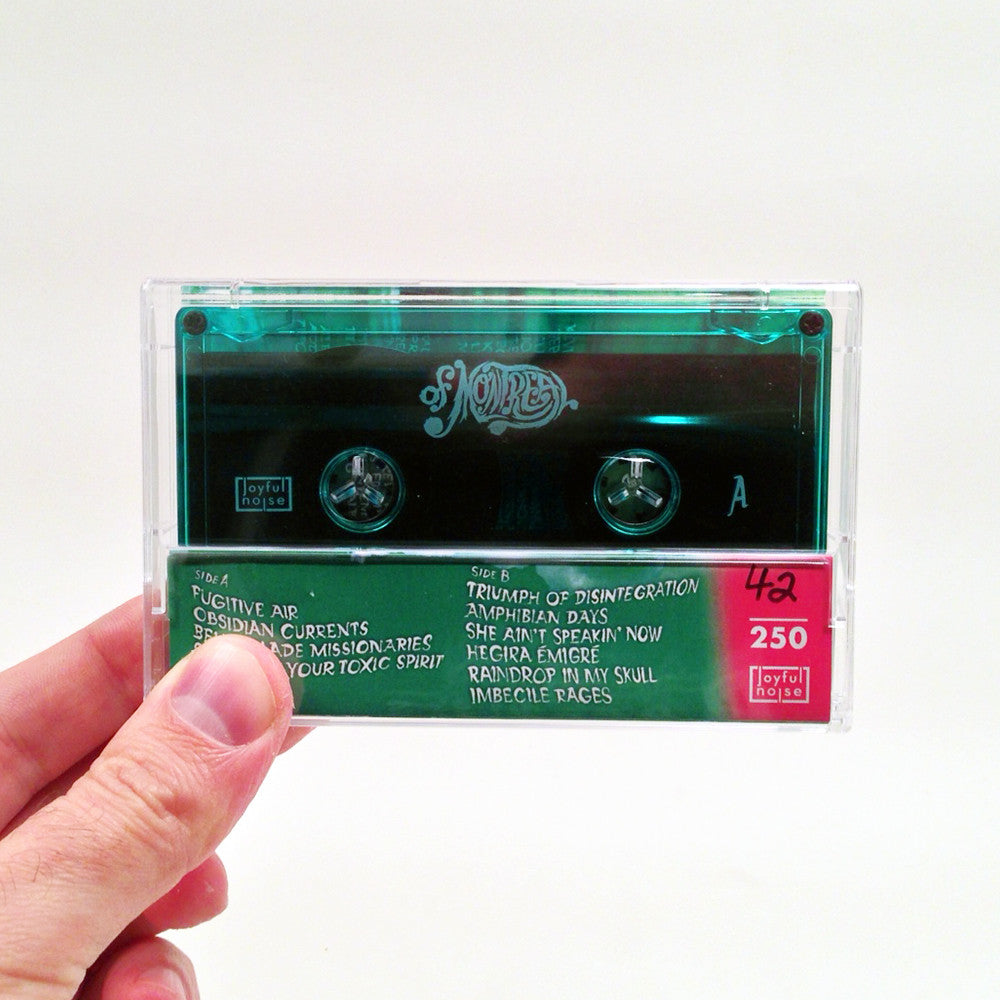 of MONTREAL
joyful
noise
A
SIDE A
FUGITIVE AIR
OBSIDIAN CURRENTS
MISSIONARIES
YOUR TOXIC SPIRIT
SIDE B
TRIUMPH OF DISINTEGRATION
AMPHIBIAN DAYS
SHE AIN'T SPEAKIN' NOW
HEGIRA ÉMIGRÉ
RAINDROP IN MY SKULL
IMBECILE RAGES
42
250
joyful
noise